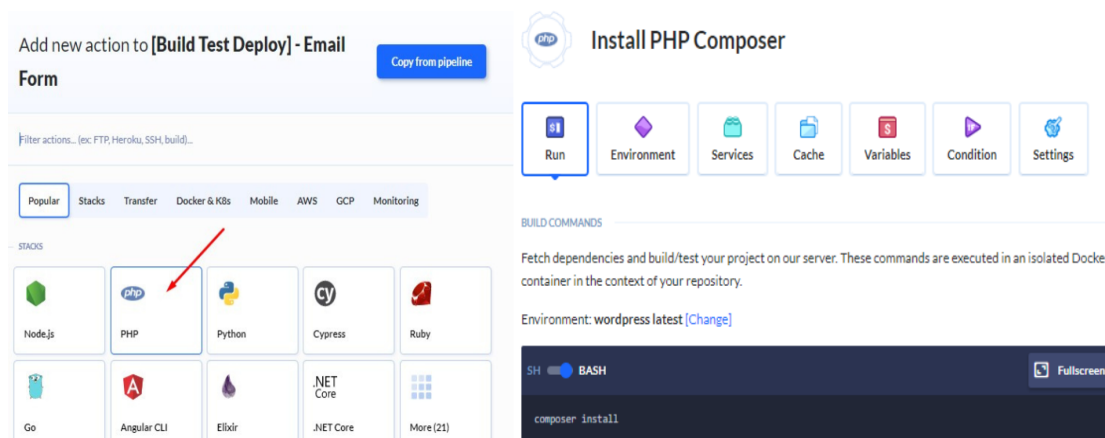 Add new action to [Build Test Deploy] - Email
Form
Copy from pipeline
Filter actions... (ex: FTP, Heroku, SSH, build)...
Popular Stacks Transfer Docker & K8s Mobile AWS GCP Monitoring
STACKS
php
cy
Node.js PHP Python Cypress Ruby
.NET
Core
Go Angular CLI Elixir .NET Core More (21)
php
Install PHP Composer
Run Environment Services Cache Variables Condition Settings
BUILD COMMANDS
Fetch dependencies and build/test your project on our server. These commands are executed in an isolated Docke
container in the context of your repository.
Environment: wordpress latest [Change]
SH BASH Fullscreen
composer install